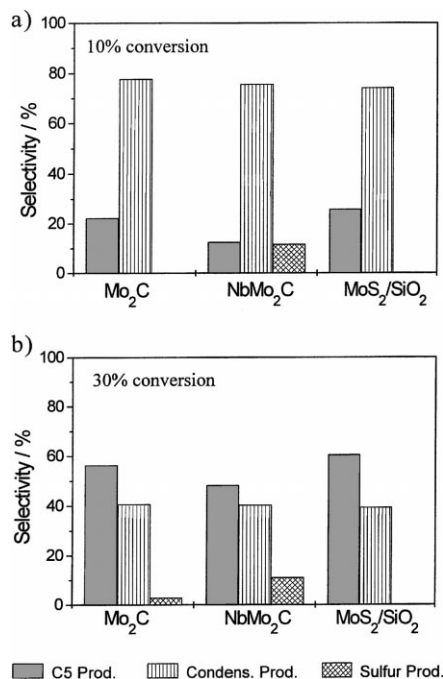 a)
100
80
60
40
20
0
Selectivity / %
10% conversion
Mo₂C
NbMo₂C
MoS₂/SiO₂
b)
100
80
60
40
20
0
Selectivity / %
30% conversion
Mo₂C
NbMo₂C
MoS₂/SiO₂
C5 Prod.
Condens. Prod.
Sulfur Prod.